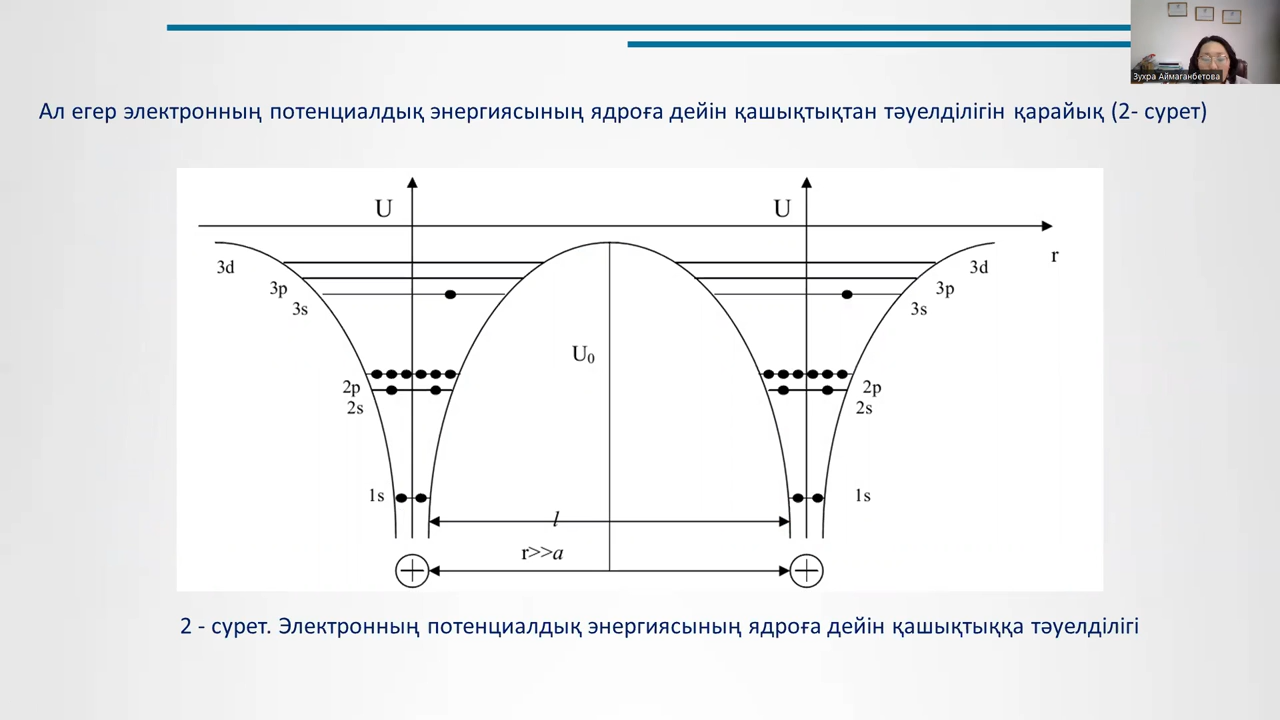 Зухра Аймаганбетова
Ал егер электронның потенциалдық энергиясының ядроға дейін қашықтықтан тәуелділігін қарайық (2- сурет)
U U
r
3d 3d
3p 3p
3s 3s
U₀
2p 2p
2s 2s
1s 1s
l
r>>a
2 - сурет. Электронның потенциалдық энергиясының ядроға дейін қашықтыққа тәуелділігі